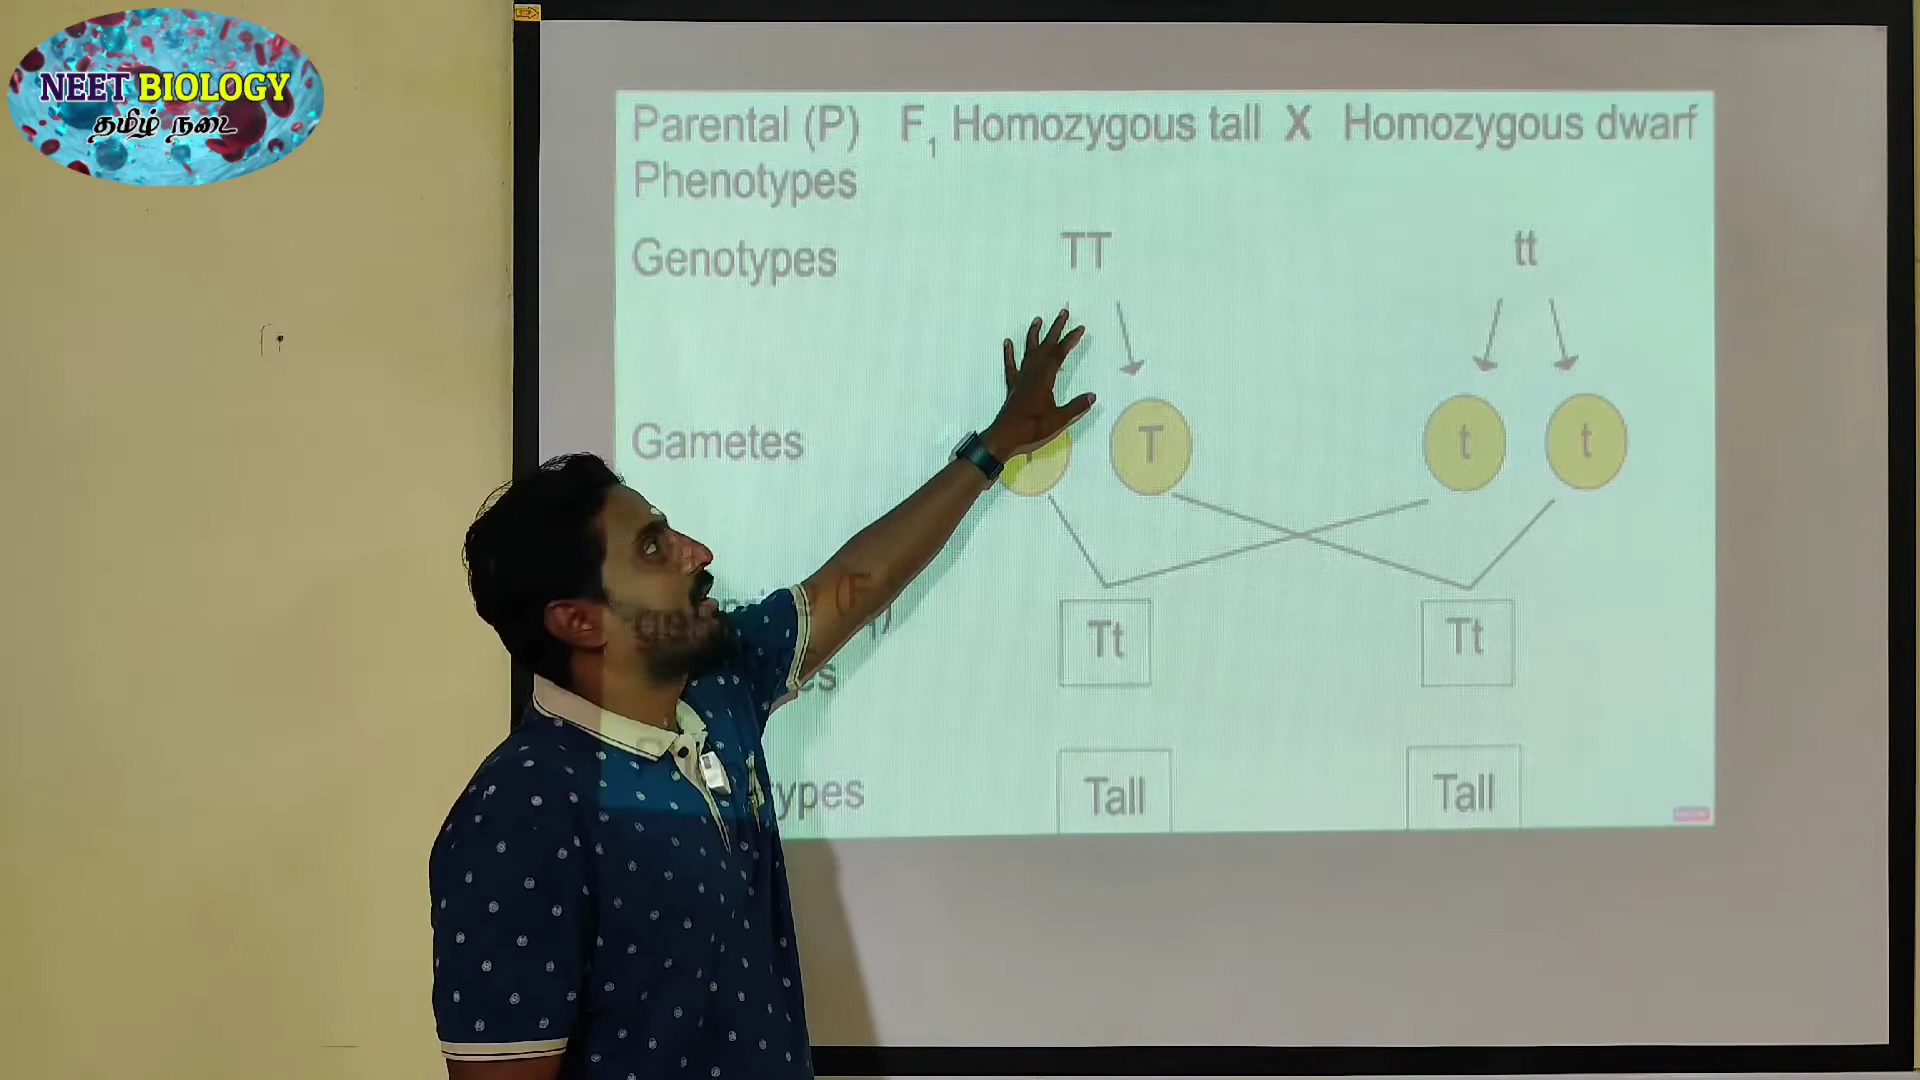 NEET BIOLOGY
தமிழ் நடை
Parental (P) F1 Homozygous tall X Homozygous dwarf
Phenotypes
Genotypes TT tt
Gametes T t t
Tt Tt
Tall Tall